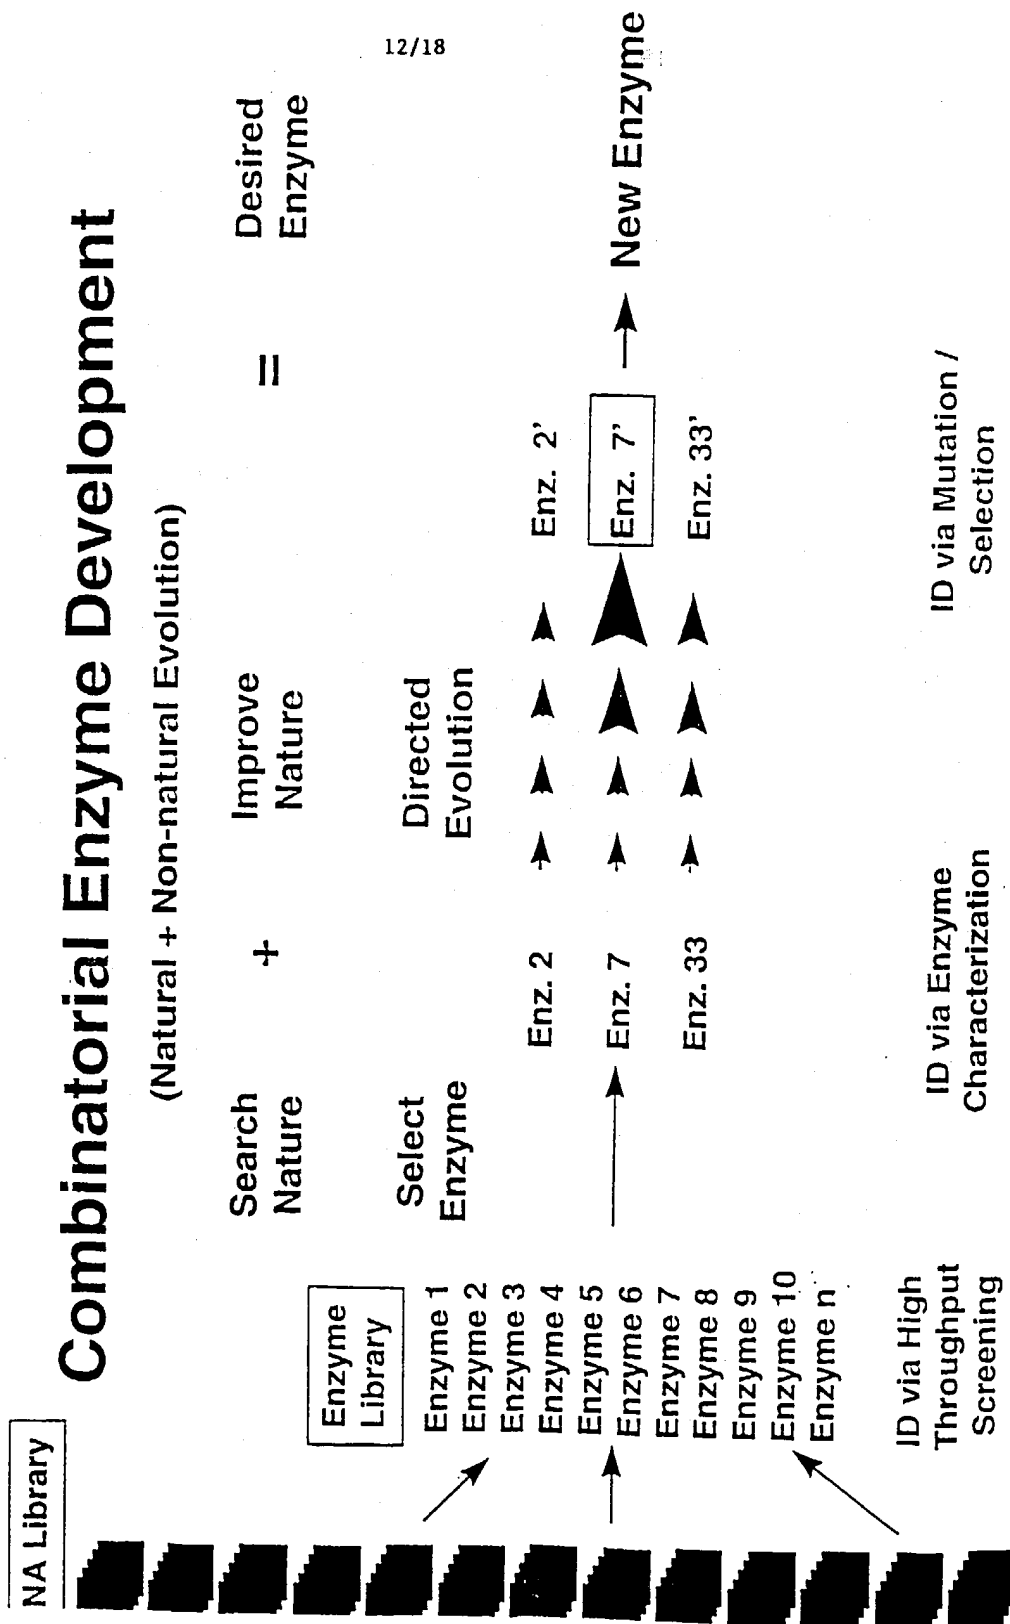 12/18
NA Library
Combinatorial Enzyme Development
(Natural + Non-natural Evolution)
Search
Nature
+
Improve
Nature
=
Desired
Enzyme
Enzyme
Library
Select
Enzyme
Directed
Evolution
Enzyme 1
Enzyme 2
Enzyme 3
Enzyme 4
Enzyme 5
Enzyme 6
Enzyme 7
Enzyme 8
Enzyme 9
Enzyme 10
Enzyme n
Enz. 2
Enz. 7
Enz. 33
Enz. 2'
Enz. 7'
Enz. 33'
New Enzyme
ID via High
Throughput
Screening
ID via Enzyme
Characterization
ID via Mutation /
Selection